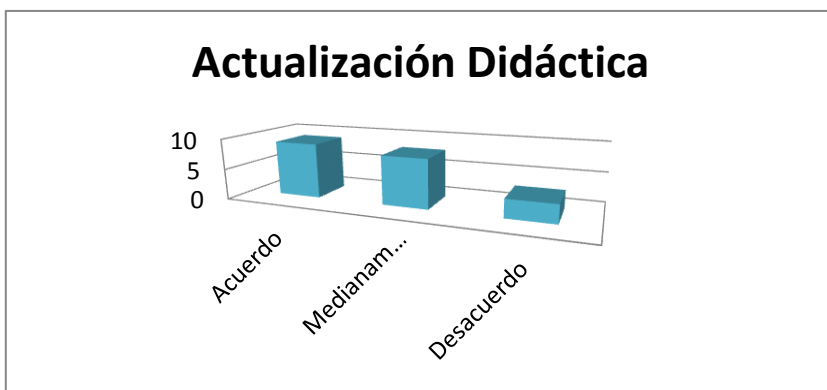 Actualización Didáctica
10
5
0
Acuerdo
Medianam...
Desacuerdo